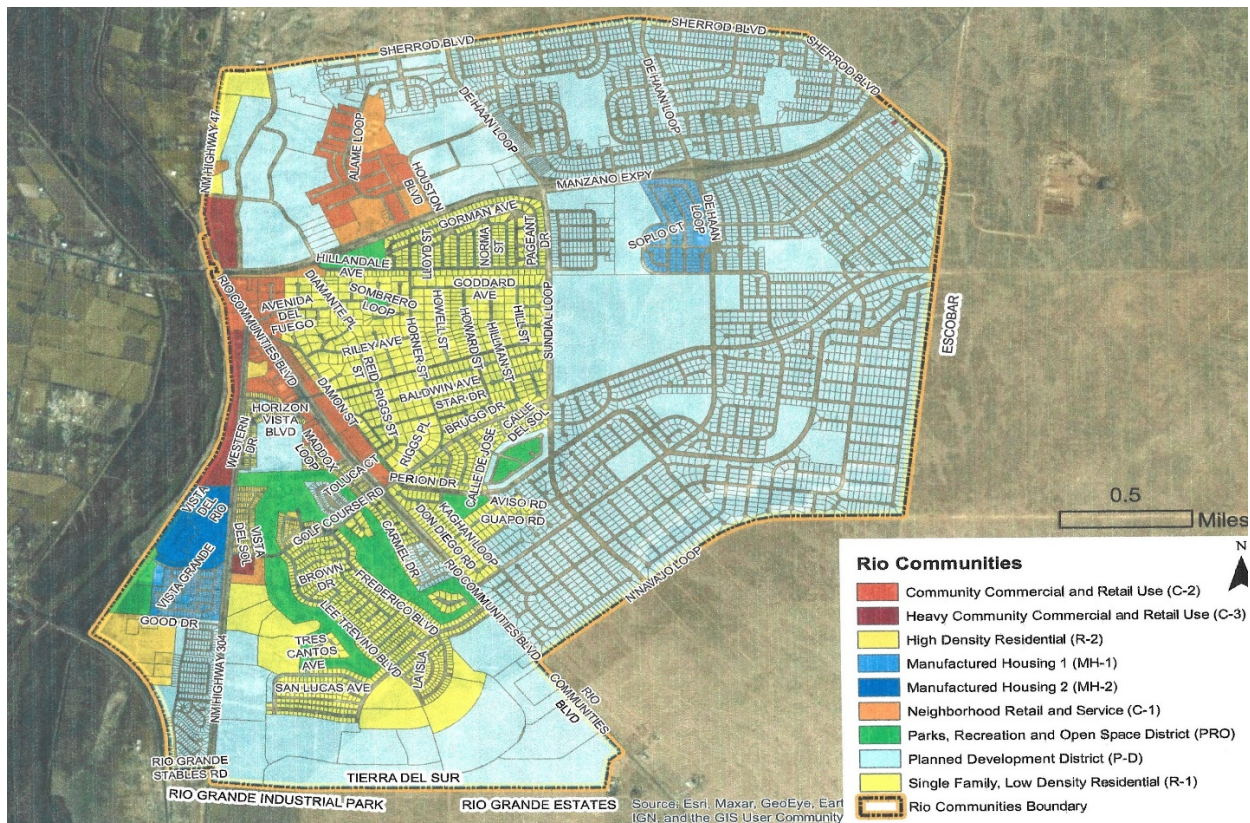 SHERROD BLVD
SHERROD BLVD
SHERROD BLVD
NM HIGHWAY 47
ALAME LOOP
HOUSTON
BLVD
DE HAAN LOOP
DE HAAN LOOP
MANZANO EXPY
DE HAAN
LOOP
SOPLO CT
GORMAN AVE
HILLANDALE
AVE
LLOYD ST
NORMA
ST
PAGEANT
DR
RIO COMMUNITIES BLVD
AVENIDA
DEL
FUEGO
DIAMANTE PL
SOMBRERO
LOOP
GODDARD
AVE
SUNDIAL LOOP
RILEY AVE
HORNER ST
HOWELL ST
HOWARD ST
HILLMAN ST
HILL ST
REID
ST
RIGGS ST
BALDWIN AVE
STAR DR
BRUGG DR
DAMON ST
ESCOBAR
HORIZON
VISTA
BLVD
WESTERN
DR
MADDOX
LOOP
TOLUCA CT
RIGGS PL
CALLE
DEL SOL
CALLE DE JOSE
PERION DR
VISTA
DEL
RIO
GOLF COURSE RD
AVISO RD
GUAPO RD
KAGHAN LOOP
DON DIEGO RD
CARMEL DR
VISTA
DEL SOL
VISTA GRANDE
BROWN
DR
FREDERICO BLVD
RIO COMMUNITIES BLVD
N'NAVAJO LOOP
GOOD DR
LEE TREVINO BLVD
TRES
CANTOS
AVE
LA ISLA
SAN LUCAS AVE
NM HIGHWAY 304
RIO
COMMUNITIES
BLVD
RIO GRANDE
STABLES RD
TIERRA DEL SUR
RIO GRANDE INDUSTRIAL PARK
RIO GRANDE ESTATES
Source: Esri, Maxar, GeoEye, Eart
IGN, and the GIS User Community
0.5
Miles
N
Rio Communities
Community Commercial and Retail Use (C-2)
Heavy Community Commercial and Retail Use (C-3)
High Density Residential (R-2)
Manufactured Housing 1 (MH-1)
Manufactured Housing 2 (MH-2)
Neighborhood Retail and Service (C-1)
Parks, Recreation and Open Space District (PRO)
Planned Development District (P-D)
Single Family, Low Density Residential (R-1)
Rio Communities Boundary